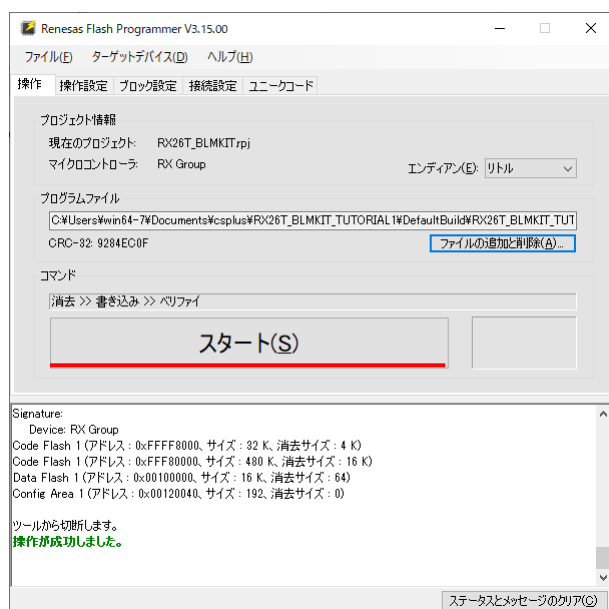 Renesas Flash Programmer V3.15.00
ファイル(F) ターゲットデバイス(D) ヘルプ(H)
操作 操作設定 ブロック設定 接続設定 ユニークコード
プロジェクト情報
現在のプロジェクト: RX26T_BLMKIT.rpj
マイクロコントローラ: RX Group
エンディアン(E): リトル
プログラムファイル
C:¥Users¥win64-7¥Documents¥csplus¥RX26T_BLMKIT_TUTORIAL1¥DefaultBuild¥RX26T_BLMKIT_TUT
CRC-32: 9284EC0F ファイルの追加と削除(A)...
コマンド
消去 >> 書き込み >> ベリファイ
スタート(S)
Signature:
Device: RX Group
Code Flash 1 (アドレス : 0xFFFF8000、サイズ : 32 K、消去サイズ : 4 K)
Code Flash 1 (アドレス : 0xFFF80000、サイズ : 480 K、消去サイズ : 16 K)
Data Flash 1 (アドレス : 0x00100000、サイズ : 16 K、消去サイズ : 64)
Config Area 1 (アドレス : 0x00120040、サイズ : 192、消去サイズ : 0)
ツールから切断します。
操作が成功しました。
ステータスとメッセージのクリア(C)